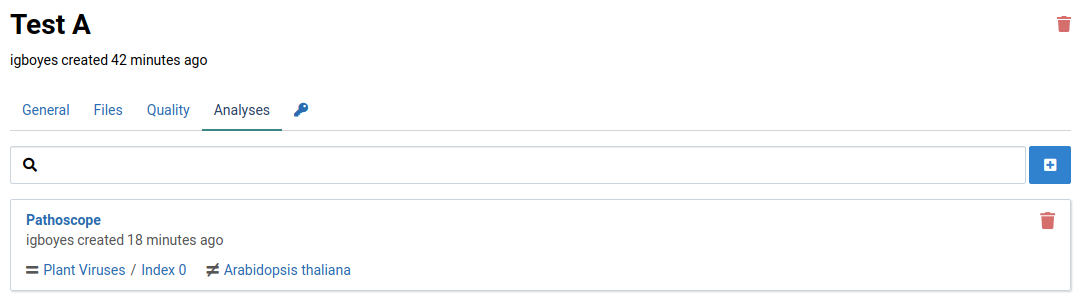 Test A
igboyes created 42 minutes ago
General Files Quality Analyses
Pathoscope
igboyes created 18 minutes ago
Plant Viruses / Index 0 Arabidopsis thaliana